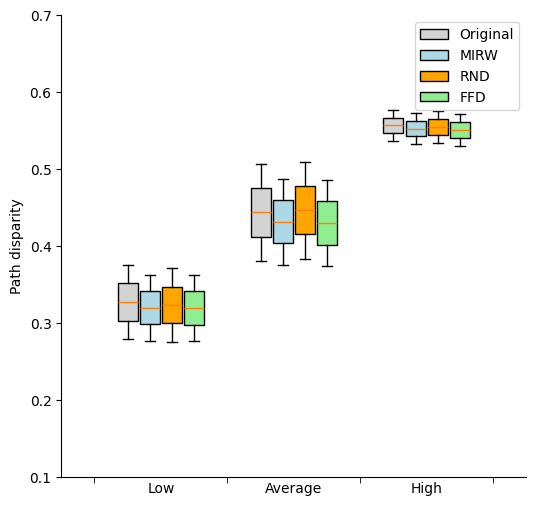 0.7
0.6
0.5
0.4
0.3
0.2
0.1
Path disparity
Original
MIRW
RND
FFD
Low
Average
High